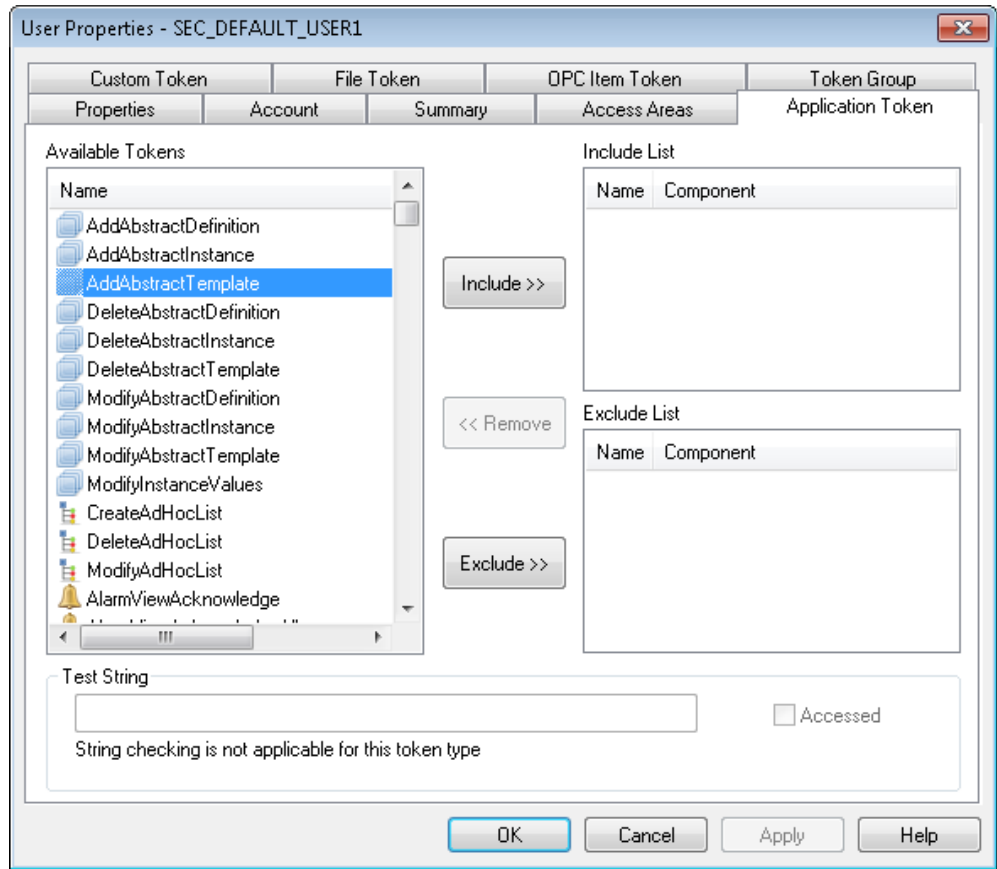 User Properties - SEC_DEFAULT_USER1
Custom Token File Token OPC Item Token Token Group
Properties Account Summary Access Areas Application Token
Available Tokens
Name
AddAbstractDefinition
AddAbstractInstance
AddAbstractTemplate
DeleteAbstractDefinition
DeleteAbstractInstance
DeleteAbstractTemplate
ModifyAbstractDefinition
ModifyAbstractInstance
ModifyAbstractTemplate
ModifyInstanceValues
CreateAdHocList
DeleteAdHocList
ModifyAdHocList
AlarmViewAcknowledge
Include >>
<< Remove
Exclude >>
Include List
Name Component
Exclude List
Name Component
Test String
Accessed
String checking is not applicable for this token type
OK Cancel Apply Help